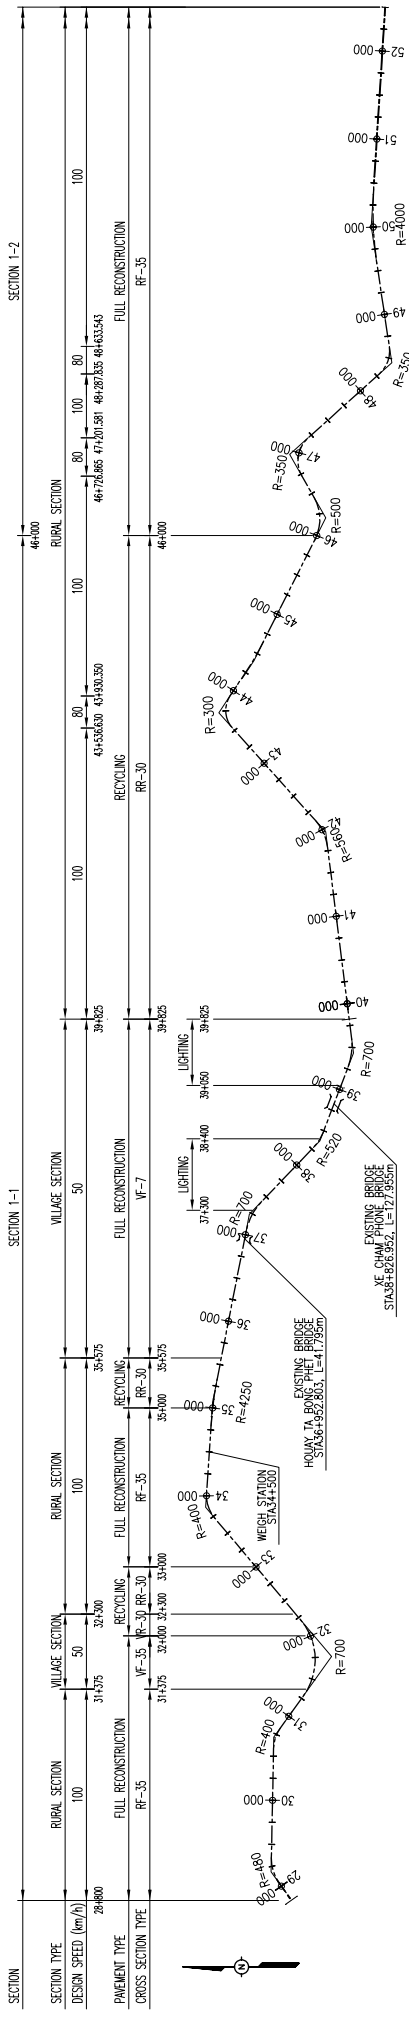 SECTION
SECTION 1-1
SECTION 1-2
46+000
SECTION TYPE
RURAL SECTION
VILLAGE SECTION
RURAL SECTION
VILLAGE SECTION
RURAL SECTION
DESIGN SPEED (km/h)
100
50
100
50
100
80
100
80
100
80
100
28+800
31+375
32+300
35+575
39+825
43+536.630
43+930.350
46+726.865
47+201.581
48+287.835
48+633.543
PAVEMENT TYPE
FULL RECONSTRUCTION
RECYCLING
FULL RECONSTRUCTION
RECYCLING
FULL RECONSTRUCTION
RECYCLING
FULL RECONSTRUCTION
CROSS SECTION TYPE
RF-35
VF-35
VR-30
RR-30
RF-35
RR-30
VF-7
RR-30
RF-35
31+375
32+000
32+300
33+000
35+000
35+575
39+825
46+000
LIGHTING
LIGHTING
37+300
38+400
39+050
39+825
N
29 000
R=480
30 000
R=400
31 000
32 000
R=700
33 000
R=400
34 000
WEIGH STATION
STA34+500
35 000
R=4250
36 000
37 000
R=700
EXISTING BRIDGE
HOUAY TA BONG PHET BRIDGE
STA36+952.803, L=41.795m
38 000
R=520
39 000
EXISTING BRIDGE
XE CHAM PHONE BRIDGE
STA38+826.952, L=127.955m
R=700
40 000
41 000
42 000
R=560
43 000
R=300
44 000
45 000
46 000
R=500
R=350
47 000
48 000
R=350
49 000
50 000
R=4000
51 000
52 000